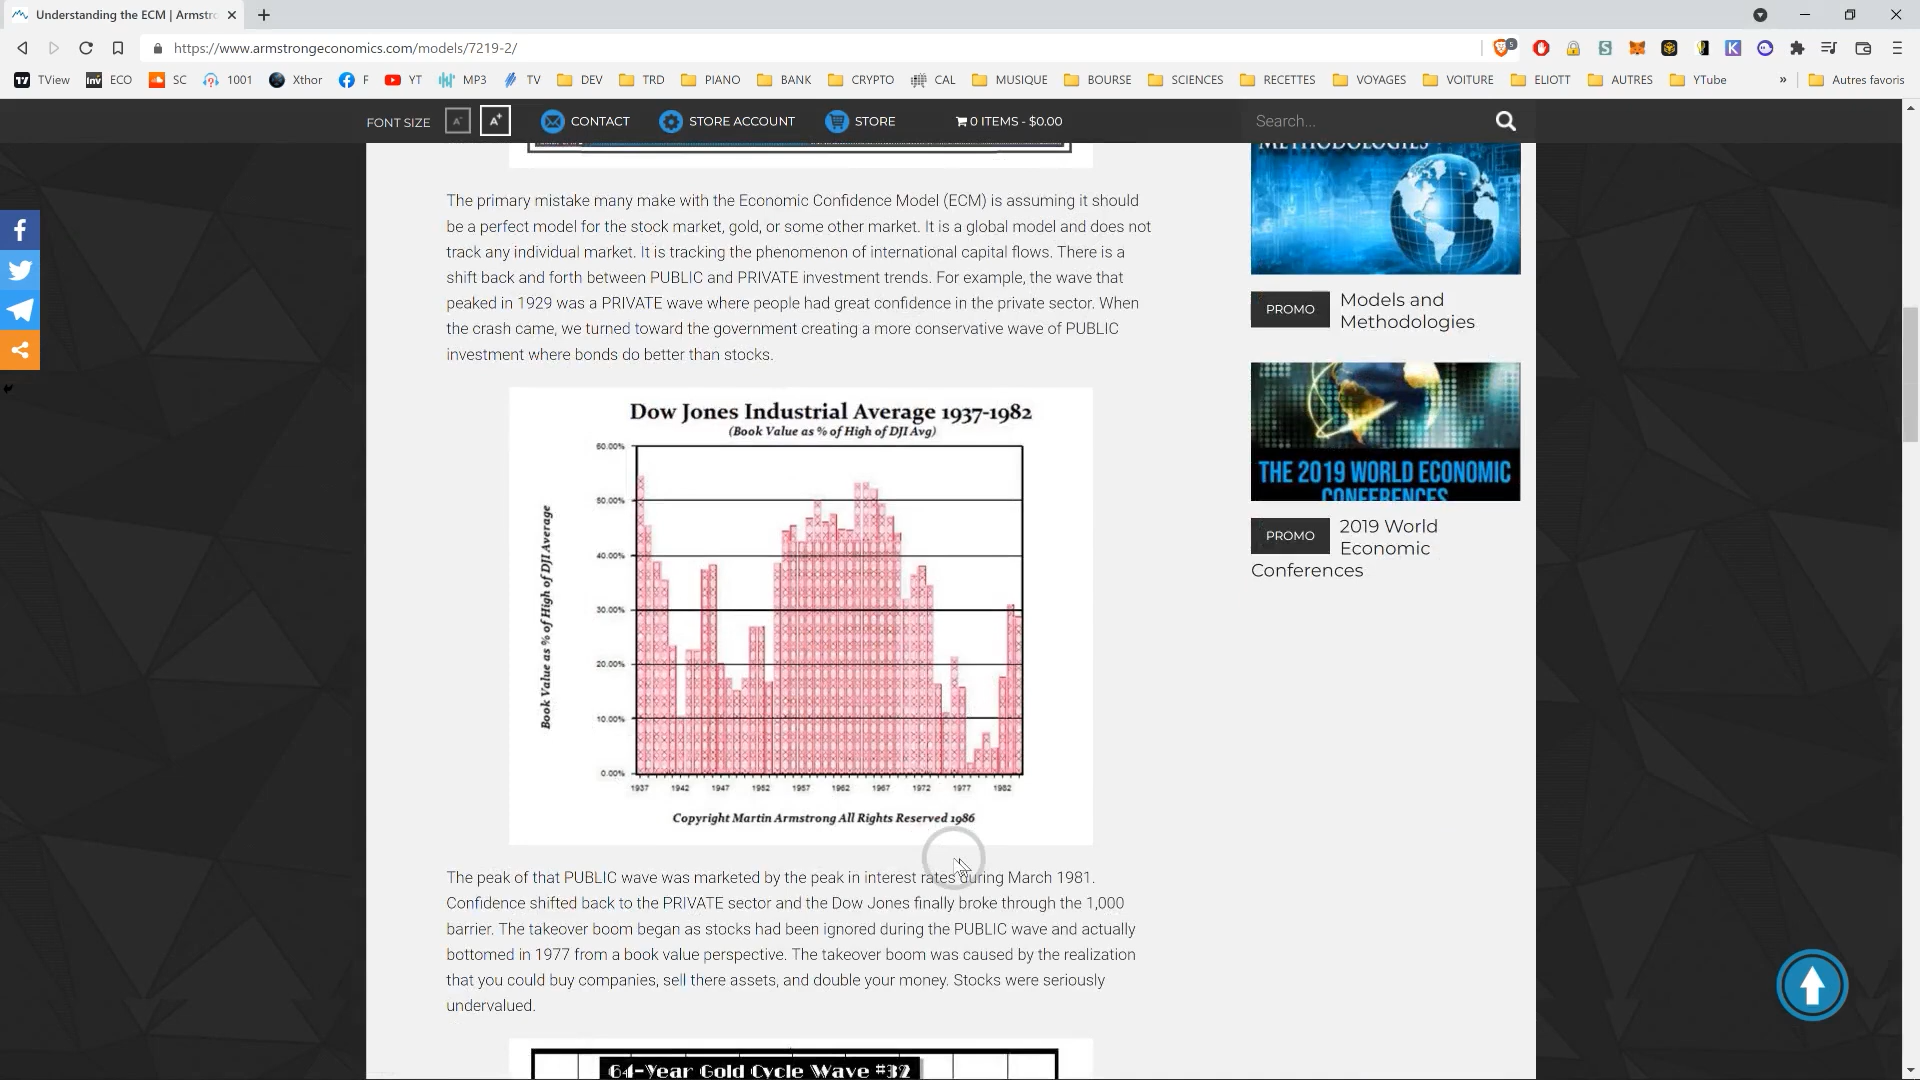 Understanding the ECM | Armstr
https://www.armstrongeconomics.com/models/7219-2/
5
TView
ECO
SC
1001
Xthor
F
YT
MP3
TV
DEV
TRD
PIANO
BANK
CRYPTO
CAL
MUSIQUE
BOURSE
SCIENCES
RECETTES
VOYAGES
VOITURE
ELIOTT
AUTRES
YTube
»
Autres favoris
FONT SIZE
A-
A+
CONTACT
STORE ACCOUNT
STORE
0 ITEMS - $0.00
Search...
METHODOLOGIES
The primary mistake many make with the Economic Confidence Model (ECM) is assuming it should
be a perfect model for the stock market, gold, or some other market. It is a global model and does not
track any individual market. It is tracking the phenomenon of international capital flows. There is a
shift back and forth between PUBLIC and PRIVATE investment trends. For example, the wave that
peaked in 1929 was a PRIVATE wave where people had great confidence in the private sector. When
the crash came, we turned toward the government creating a more conservative wave of PUBLIC
investment where bonds do better than stocks.
PROMO
Models and
Methodologies
THE 2019 WORLD ECONOMIC
CONFERENCES
PROMO
2019 World
Economic
Conferences
Dow Jones Industrial Average 1937-1982
(Book Value as % of High of DJI Avg)
Book Value as % of High of DJI Average
60.00%
50.00%
40.00%
30.00%
20.00%
10.00%
0.00%
1937 1942 1947 1952 1957 1962 1967 1972 1977 1982
Copyright Martin Armstrong All Rights Reserved 1986
The peak of that PUBLIC wave was marketed by the peak in interest rates during March 1981.
Confidence shifted back to the PRIVATE sector and the Dow Jones finally broke through the 1,000
barrier. The takeover boom began as stocks had been ignored during the PUBLIC wave and actually
bottomed in 1977 from a book value perspective. The takeover boom was caused by the realization
that you could buy companies, sell there assets, and double your money. Stocks were seriously
undervalued.
64-Year Gold Cycle Wave #32